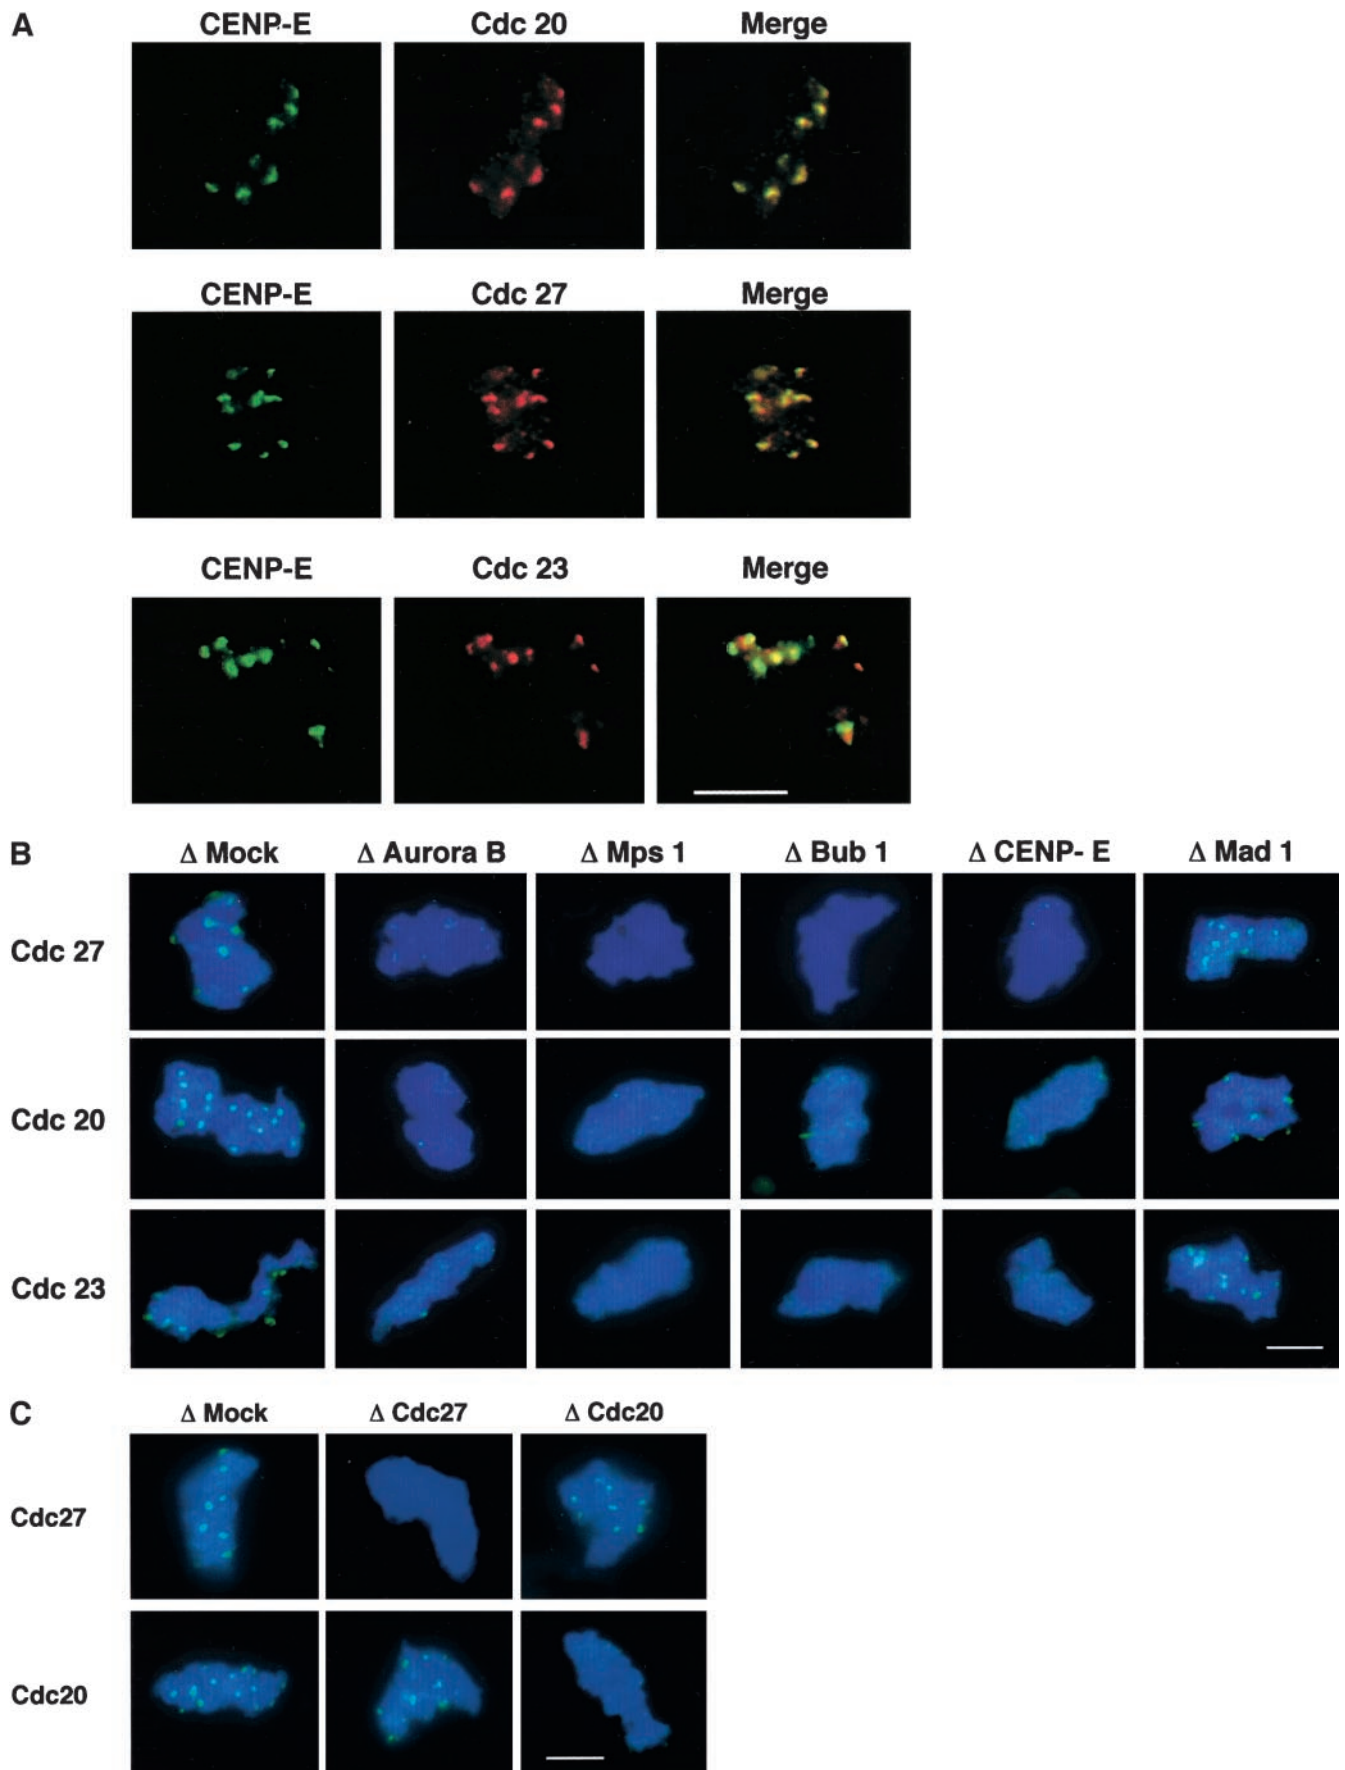 A
CENP-E Cdc 20 Merge
CENP-E Cdc 27 Merge
CENP-E Cdc 23 Merge
B
Δ Mock Δ Aurora B Δ Mps 1 Δ Bub 1 Δ CENP- E Δ Mad 1
Cdc 27
Cdc 20
Cdc 23
C
Δ Mock Δ Cdc27 Δ Cdc20
Cdc27
Cdc20